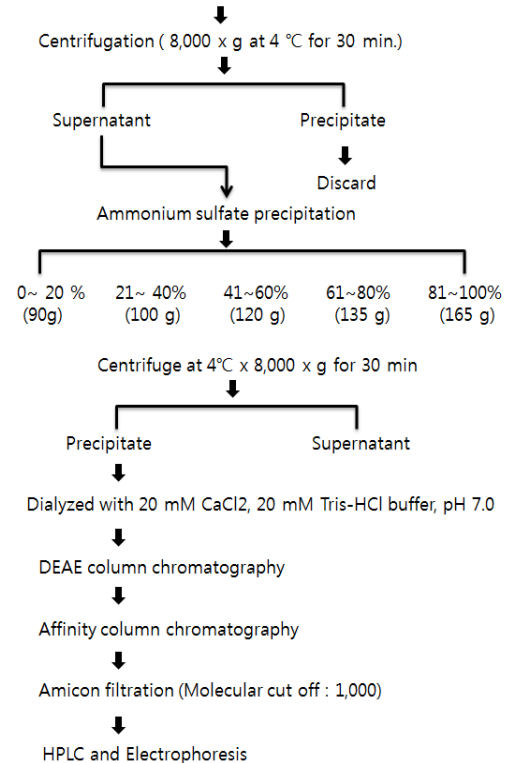 Centrifugation ( 8,000 x g at 4 ℃ for 30 min.)
Supernatant Precipitate
Discard
Ammonium sulfate precipitation
0~ 20 % 21~ 40% 41~60% 61~80% 81~100%
(90g) (100 g) (120 g) (135 g) (165 g)
Centrifuge at 4℃ x 8,000 x g for 30 min
Precipitate Supernatant
Dialyzed with 20 mM CaCl2, 20 mM Tris-HCl buffer, pH 7.0
DEAE column chromatography
Affinity column chromatography
Amicon filtration (Molecular cut off : 1,000)
HPLC and Electrophoresis